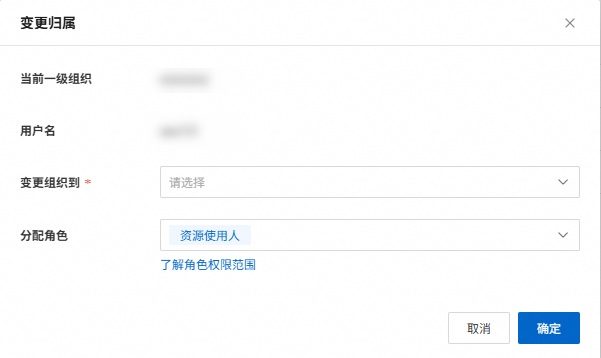 变更归属
当前一级组织
用户名
变更组织到 *
请选择
分配角色
资源使用人
了解角色权限范围
取消
确定